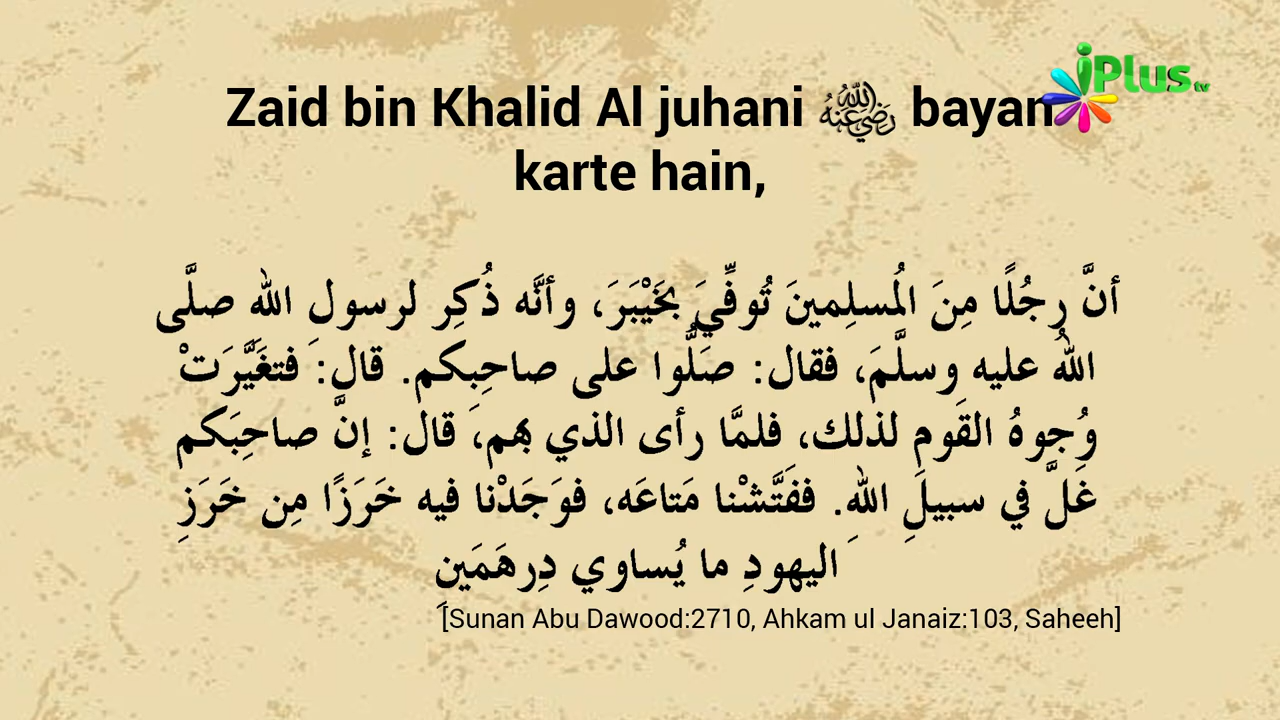 iPlus tv
Zaid bin Khalid Al juhani رضي الله عنه bayan
karte hain,
أنَّ رجُلًا مِنَ المُسلِمينَ تُوفِّيَ بخَيْبَرَ، وأنَّه ذُكِر لرسولِ اللهِ صلَّى
اللهُ عليه وسلَّمَ، فقال: صَلُّوا على صاحِبِكم. قال: فتغَيَّرَتْ
وُجوهُ القَومِ لذلك، فلمَّا رأى الذي بهم، قال: إنَّ صاحِبَكم
غَلَّ في سبيلِ اللهِ. ففَتَّشْنا مَتاعَه، فوَجَدْنا فيه خَرَزًا مِن خَرَزِ
اليهودِ ما يُساوي دِرهَمَينِ
[Sunan Abu Dawood:2710, Ahkam ul Janaiz:103, Saheeh]